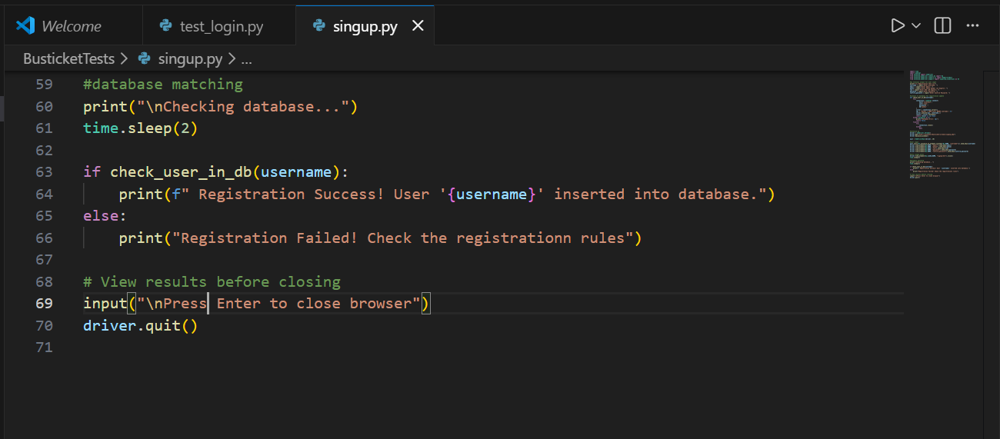 Welcome test_login.py singup.py
BusticketTests > singup.py > ...
59 #database matching
60 print("\nChecking database...")
61 time.sleep(2)
62
63 if check_user_in_db(username):
64     print(f" Registration Success! User '{username}' inserted into database.")
65 else:
66     print("Registration Failed! Check the registrationn rules")
67
68 # View results before closing
69 input("\nPress Enter to close browser")
70 driver.quit()
71